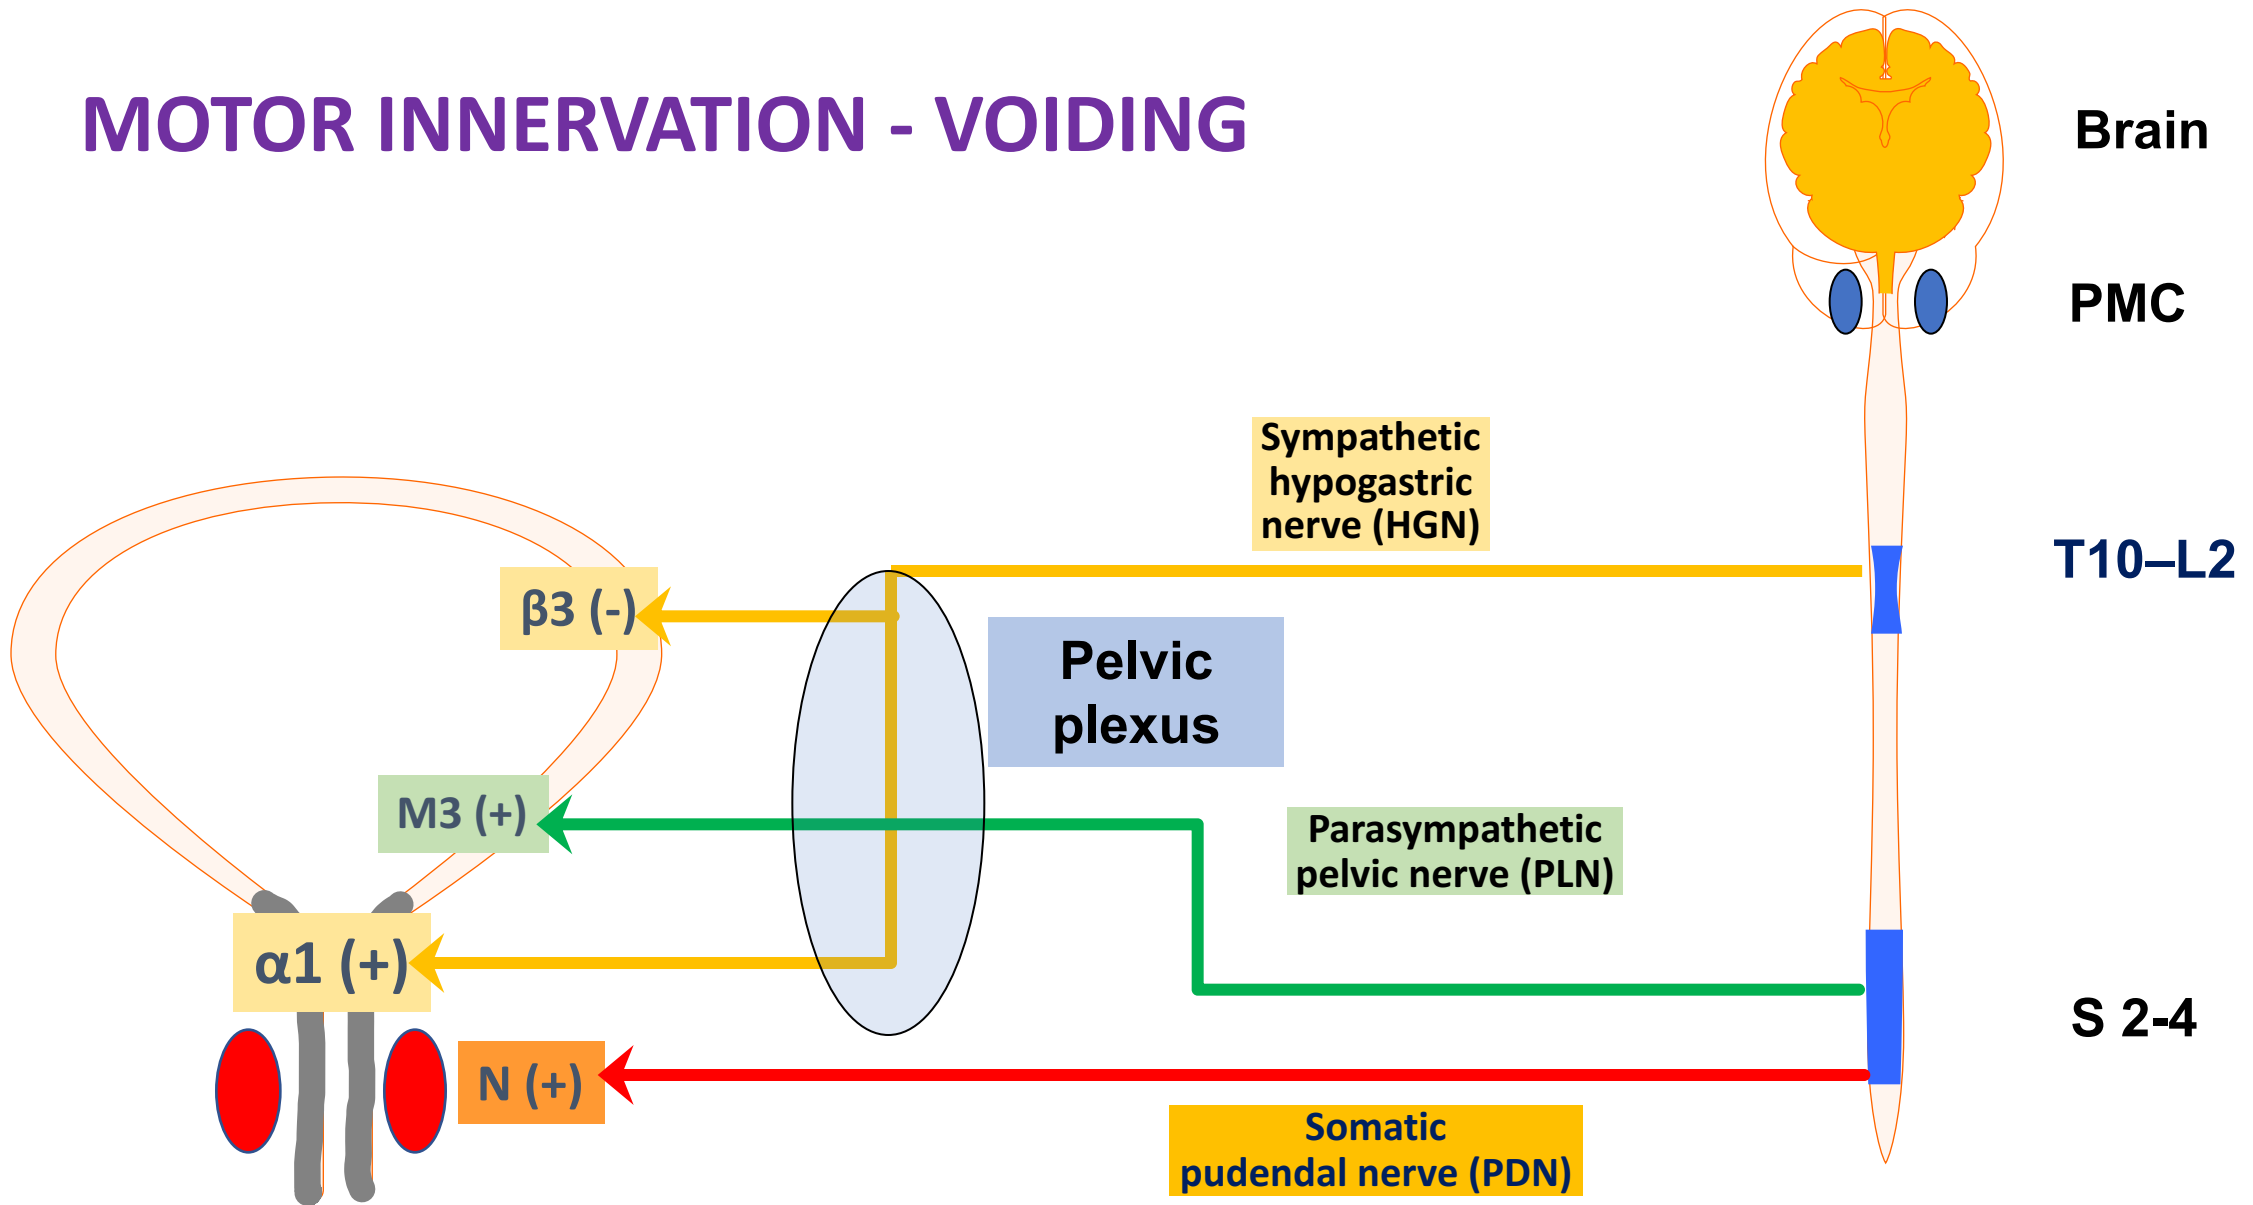 MOTOR INNERVATION - VOIDING
Brain
PMC
Sympathetic
hypogastric
nerve (HGN)
T10–L2
β3 (-)
Pelvic
plexus
M3 (+)
Parasympathetic
pelvic nerve (PLN)
α1 (+)
S 2-4
N (+)
Somatic
pudendal nerve (PDN)